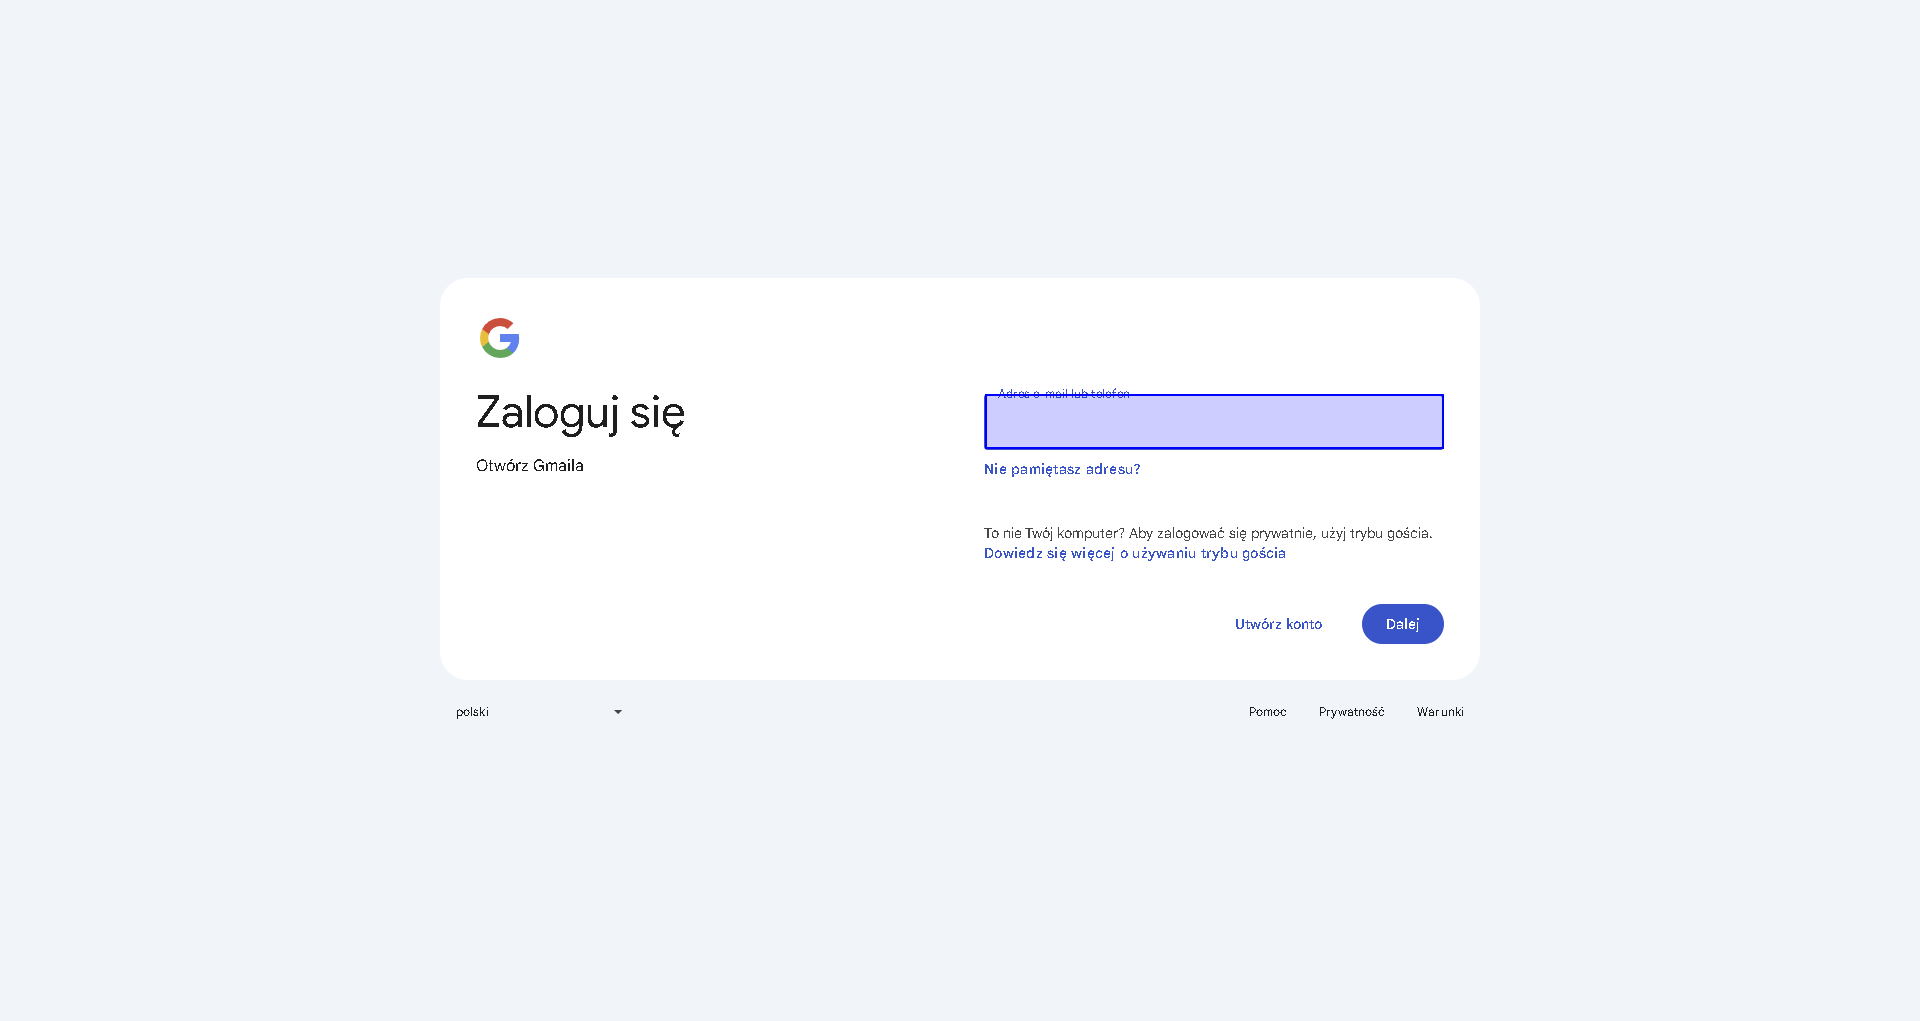 Zaloguj się
Otwórz Gmaila
Adres e-mail lub telefon
Nie pamiętasz adresu?
To nie Twój komputer? Aby zalogować się prywatnie, użyj trybu gościa.
Dowiedz się więcej o używaniu trybu gościa
Utwórz konto
Dalej
polski
Pomoc
Prywatność
Warunki